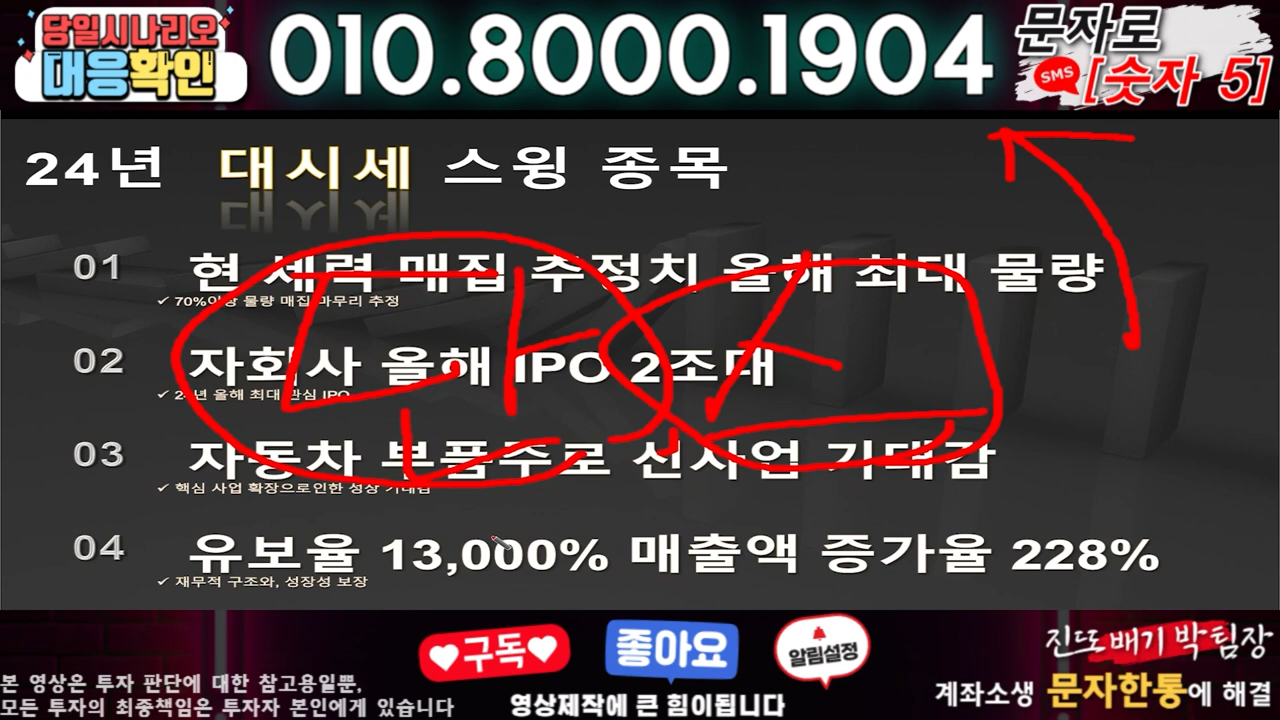 당일시나리오
대응확인
010.8000.1904
문자로
SMS [숫자 5]
24년 대시세 스윙 종목
01 현 세력 매집 추정치 올해 최대 물량
✓ 70%이상 물량 매집 마무리 추정
02 자회사 올해 IPO 2조대
✓ 24년 올해 최대 관심 IPO
03 자동차 부품주로 신사업 기대감
✓ 핵심 사업 확장으로인한 성장 기대감
04 유보율 13,000% 매출액 증가율 228%
✓ 재무적 구조와, 성장성 보장
구독
좋아요
알림설정
영상제작에 큰 힘이됩니다
본 영상은 투자 판단에 대한 참고용일뿐,
모든 투자의 최종책임은 투자자 본인에게 있습니다
진또배기 박팀장
계좌소생 문자한통에 해결